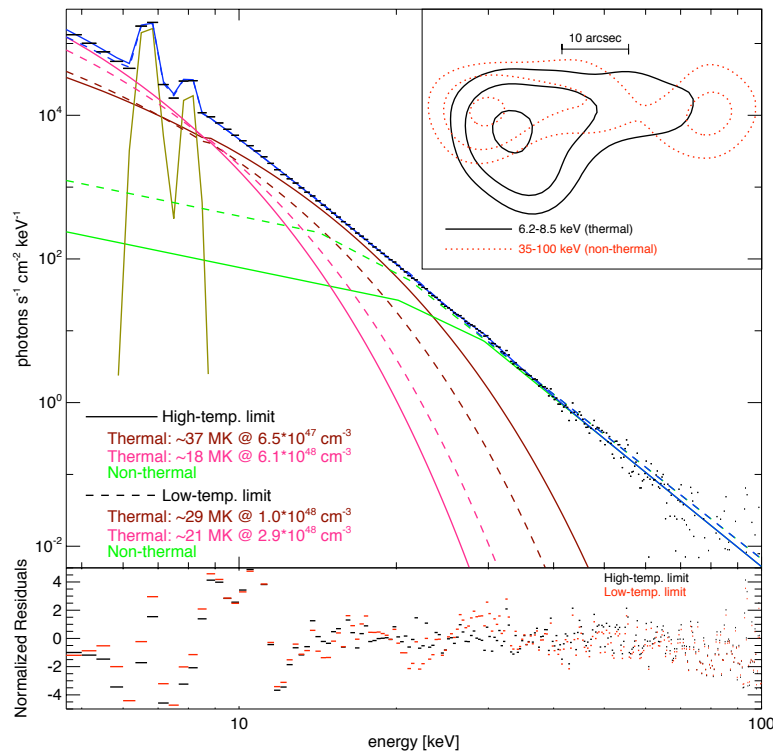 10 arcsec
6.2-8.5 keV (thermal)
35-100 keV (non-thermal)
10⁴
10²
10⁰
10⁻²
photons s⁻¹ cm⁻² keV⁻¹
High-temp. limit
Thermal: ~37 MK @ 6.5*10⁴⁷ cm⁻³
Thermal: ~18 MK @ 6.1*10⁴⁸ cm⁻³
Non-thermal
Low-temp. limit
Thermal: ~29 MK @ 1.0*10⁴⁸ cm⁻³
Thermal: ~21 MK @ 2.9*10⁴⁸ cm⁻³
Non-thermal
Normalized Residuals
4
2
0
-2
-4
High-temp. limit
Low-temp. limit
10
100
energy [keV]